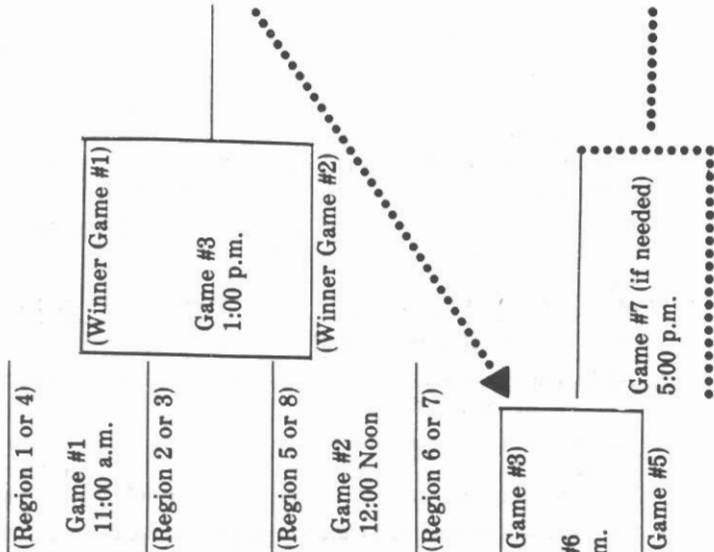 (Region 1 or 4)
Game #1
11:00 a.m.
(Region 2 or 3)
(Region 5 or 8)
Game #2
12:00 Noon
(Region 6 or 7)
(Winner Game #1)
Game #3
1:00 p.m.
(Winner Game #2)
Game #3)
#6
m.
Game #5)
Game #7 (if needed)
5:00 p.m.